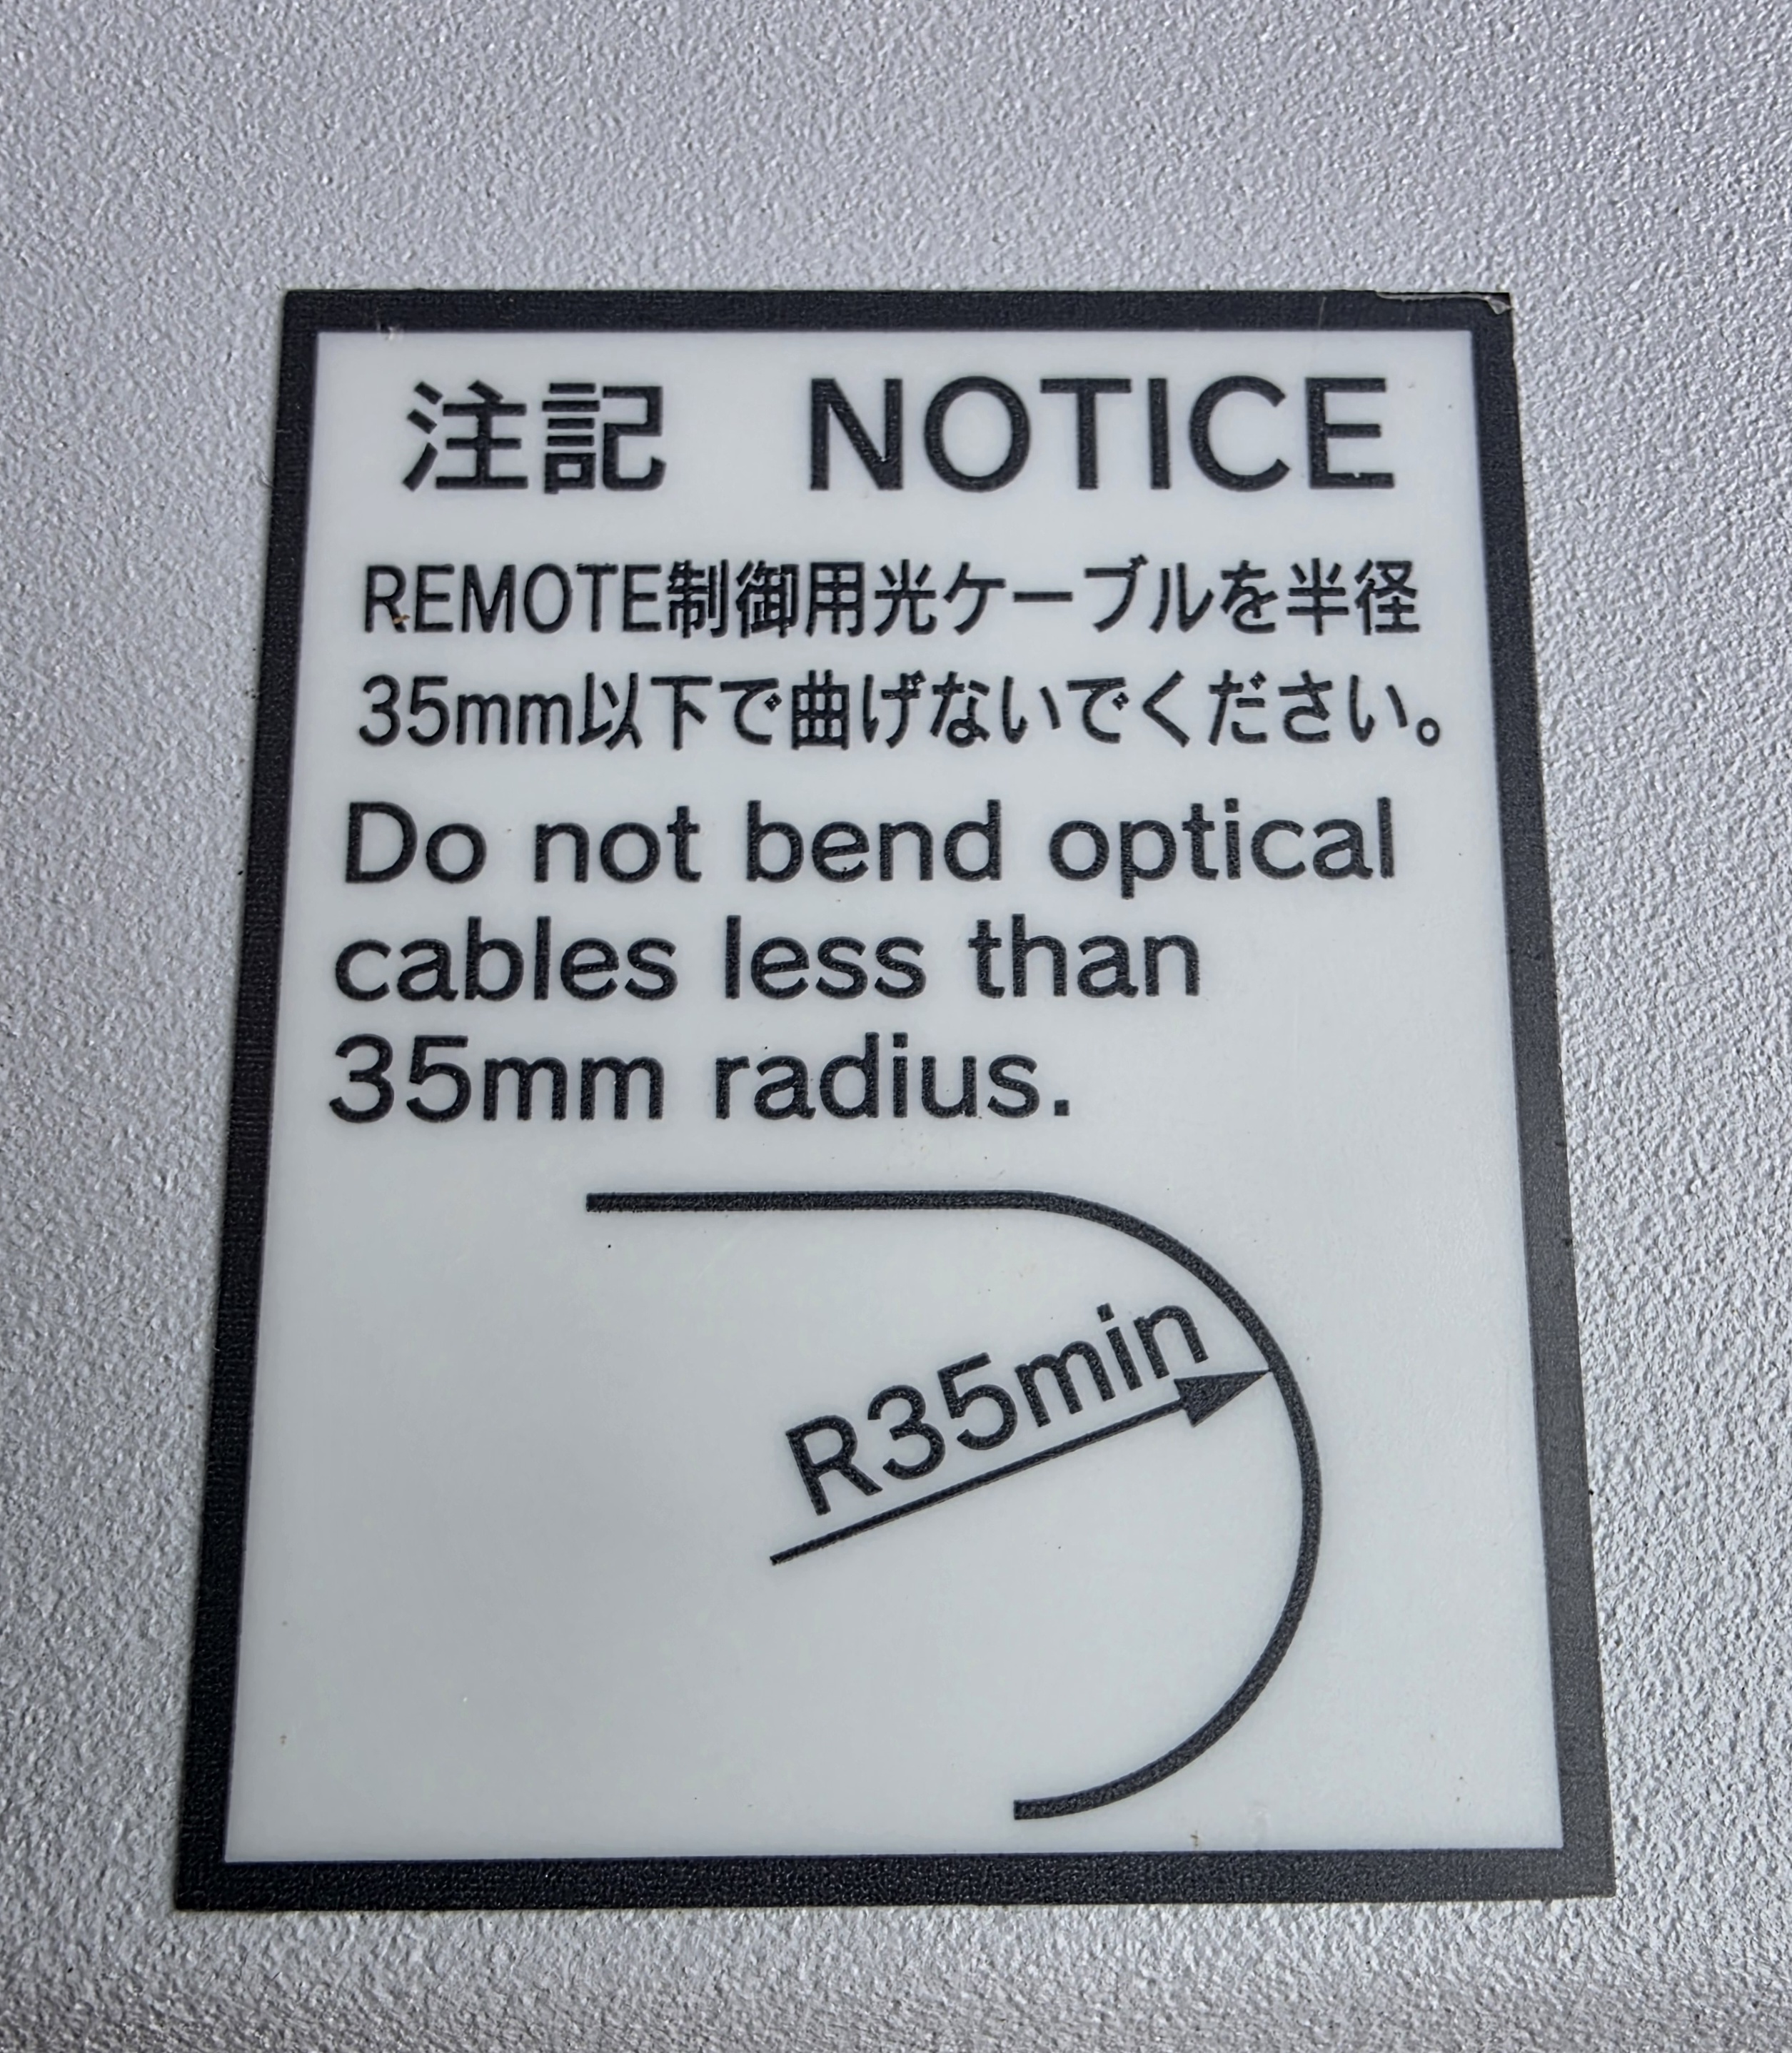 注記 NOTICE
REMOTE制御用光ケーブルを半径
35mm以下で曲げないでください。
Do not bend optical
cables less than
35mm radius.
R35min